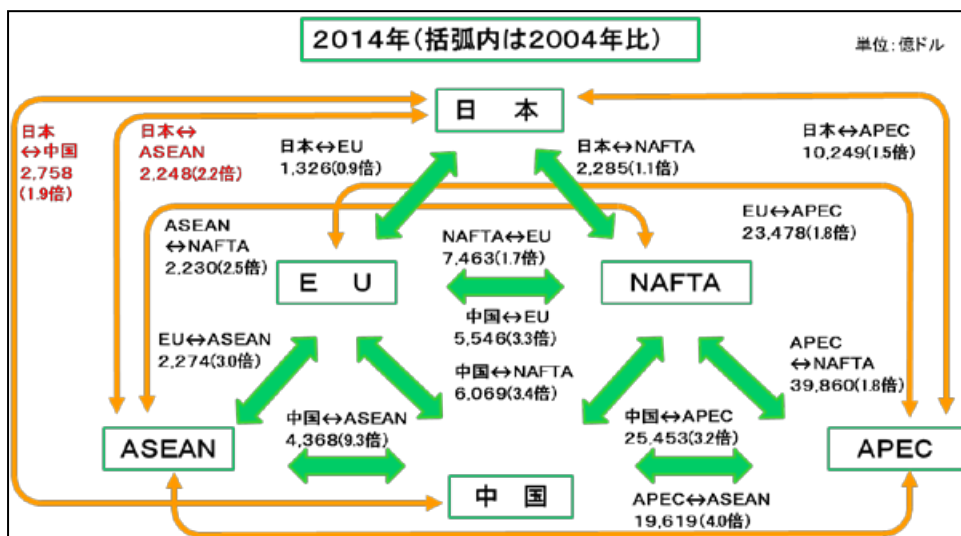 2014年(括弧内は2004年比)
単位:億ドル
日 本
日本
↔中国
2,758
(1.9倍)
日本↔
ASEAN
2,248(2.2倍)
日本↔EU
1,326(0.9倍)
日本↔NAFTA
2,285(1.1倍)
日本↔APEC
10,249(1.5倍)
ASEAN
↔NAFTA
2,230(2.5倍)
NAFTA↔EU
7,463(1.7倍)
EU↔APEC
23,478(1.8倍)
E U
NAFTA
中国↔EU
5,546(3.3倍)
EU↔ASEAN
2,274(3.0倍)
中国↔NAFTA
6,069(3.4倍)
APEC
↔NAFTA
39,860(1.8倍)
中国↔ASEAN
4,368(9.3倍)
中国↔APEC
25,453(3.2倍)
ASEAN
APEC
中 国
APEC↔ASEAN
19,619(4.0倍)